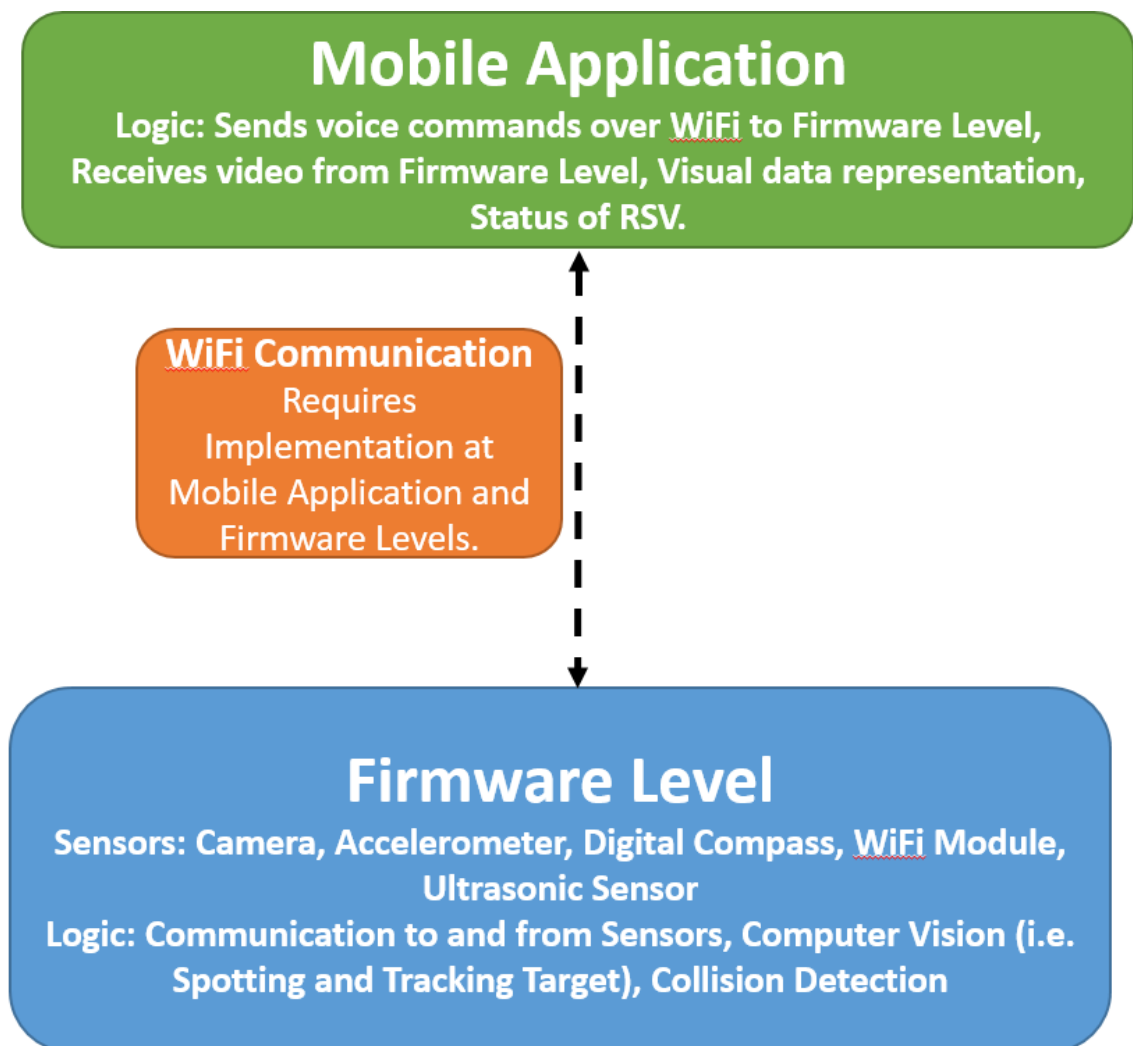 Mobile Application
Logic: Sends voice commands over WiFi to Firmware Level,
Receives video from Firmware Level, Visual data representation,
Status of RSV.
WiFi Communication
Requires
Implementation at
Mobile Application and
Firmware Levels.
Firmware Level
Sensors: Camera, Accelerometer, Digital Compass, WiFi Module,
Ultrasonic Sensor
Logic: Communication to and from Sensors, Computer Vision (i.e.
Spotting and Tracking Target), Collision Detection